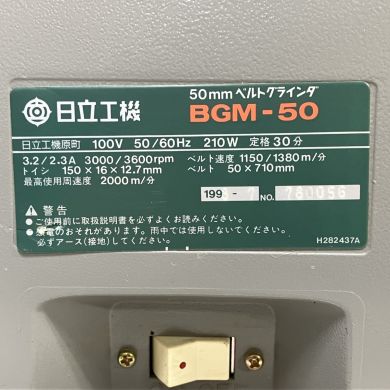 50mm ベルトグラインダ
日立工機 BGM-50
日立工機原町 100V 50/60Hz 210W 定格30分
3.2/2.3A 3000/3600rpm ベルト速度 1150/1380m/分
トイシ 150×16×12.7mm ベルト 50×710mm
最高使用周速度 2000m/分
199 - 7 NO. 780056
警告
●ご使用前に取扱説明書を必ずよくお読みください。
電のおそれがあります。雨中では使用しないでください。
必ずアース(接地)してください。
H282437A